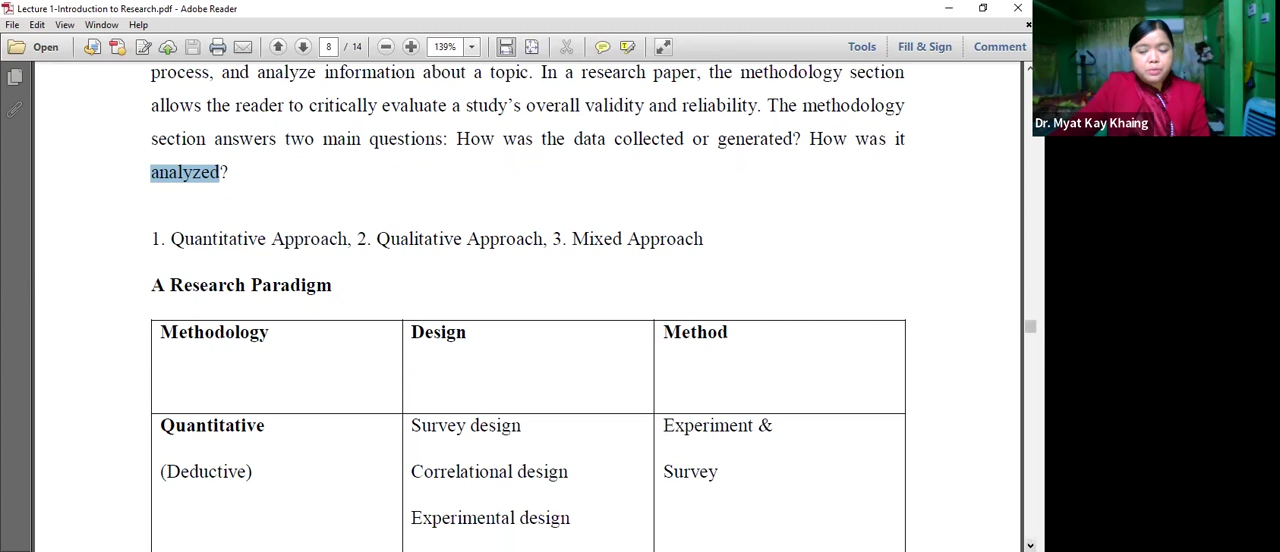 Lecture 1-Introduction to Research.pdf - Adobe Reader
File Edit View Window Help
Open 8 / 14 139% Tools Fill & Sign Comment
process, and analyze information about a topic. In a research paper, the methodology section
allows the reader to critically evaluate a study's overall validity and reliability. The methodology
section answers two main questions: How was the data collected or generated? How was it
analyzed?
1. Quantitative Approach, 2. Qualitative Approach, 3. Mixed Approach
A Research Paradigm
Methodology Design Method
Quantitative Survey design Experiment &
(Deductive) Correlational design Survey
Experimental design
Dr. Myat Kay Khaing